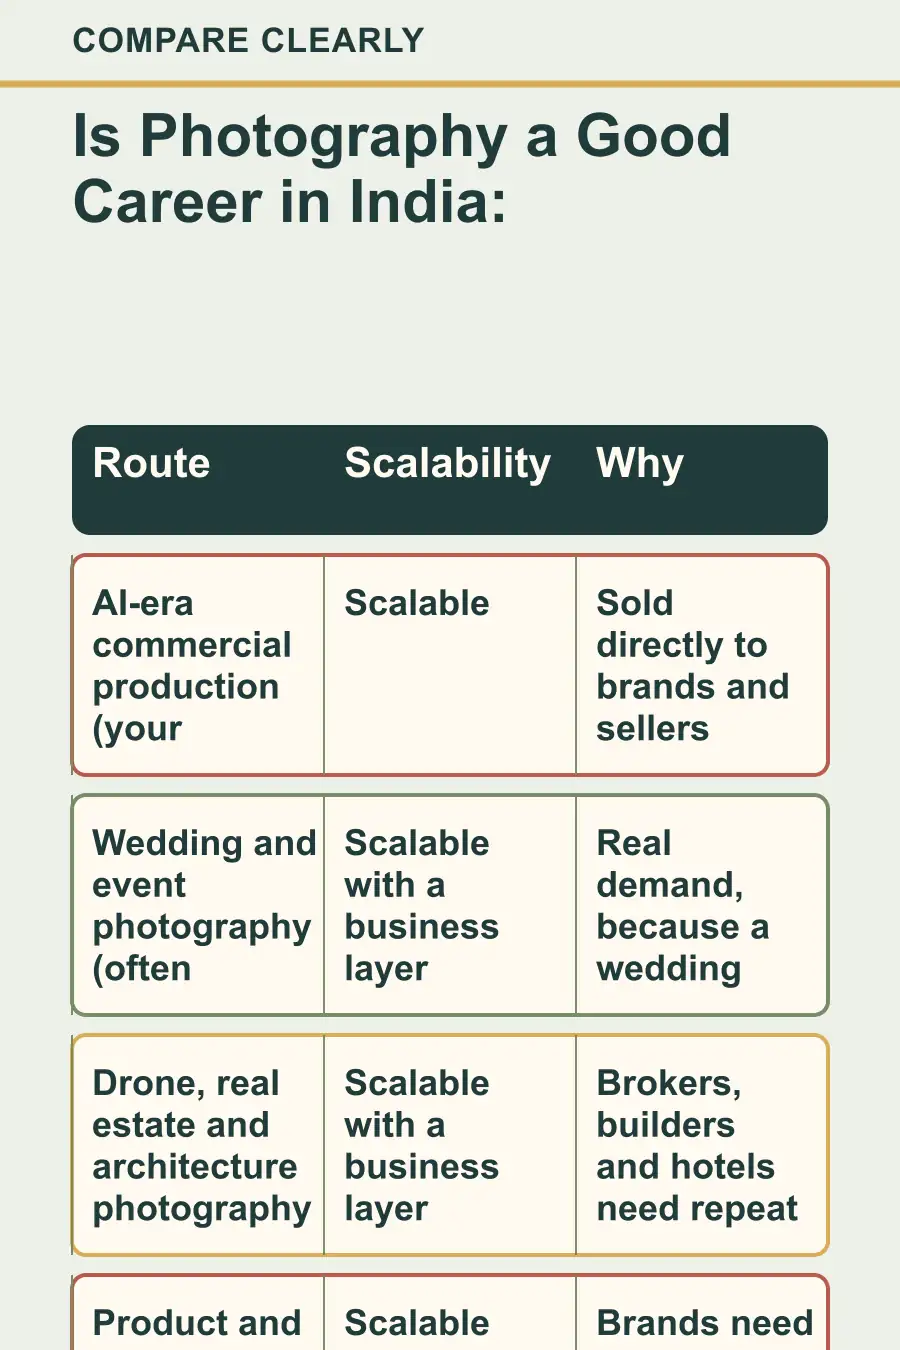 COMPARE CLEARLY
Is Photography a Good
Career in India:
Route
Scalability
Why
AI-era
commercial
production
(your
Scalable
Sold
directly to
brands and
sellers
Wedding and
event
photography
(often
Scalable
with a
business
layer
Real
demand,
because a
wedding
Drone, real
estate and
architecture
photography
Scalable
with a
business
layer
Brokers,
builders
and hotels
need repeat
Product and
Scalable
Brands need